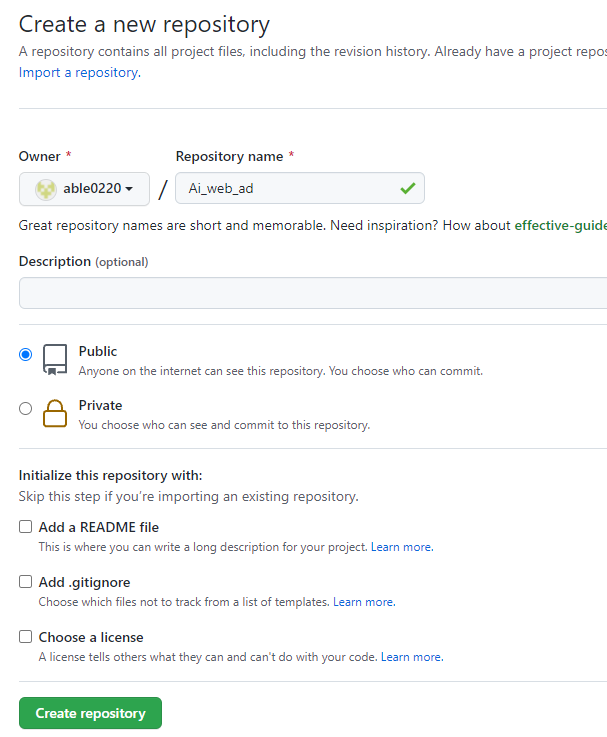 Create a new repository
A repository contains all project files, including the revision history. Already have a project
Import a repository.
Owner *
Repository name *
able0220
/
Ai_web_ad
Great repository names are short and memorable. Need inspiration? How about effective-guide
Description (optional)
Public
Anyone on the internet can see this repository. You choose who can commit.
Private
You choose who can see and commit to this repository.
Initialize this repository with:
Skip this step if you're importing an existing repository.
Add a README file
This is where you can write a long description for your project. Learn more.
Add .gitignore
Choose which files not to track from a list of templates. Learn more.
Choose a license
A license tells others what they can and can't do with your code. Learn more.
Create repository